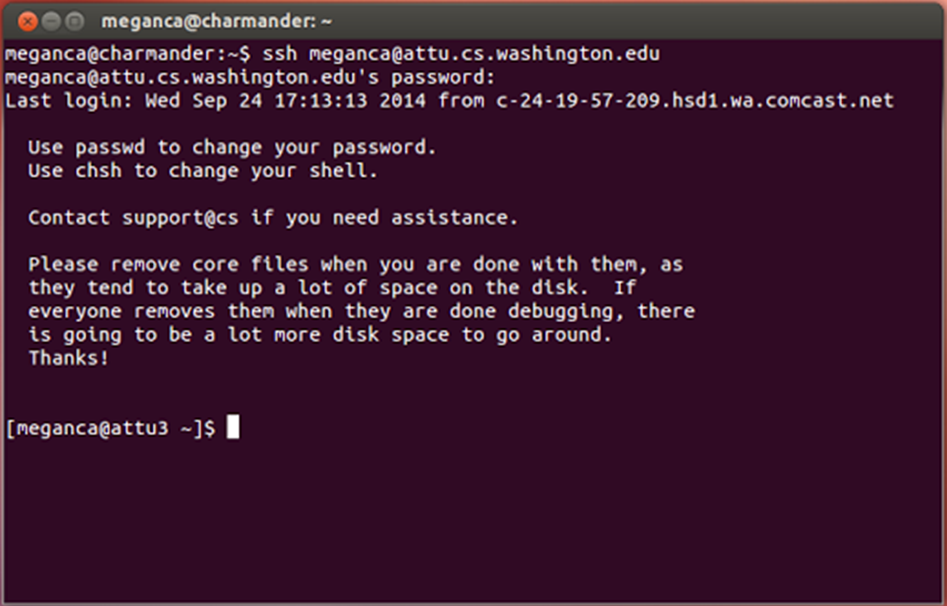 meganca@charmander: ~
meganca@charmander:~$ ssh meganca@attu.cs.washington.edu
meganca@attu.cs.washington.edu's password:
Last login: Wed Sep 24 17:13:13 2014 from c-24-19-57-209.hsd1.wa.comcast.net
Use passwd to change your password.
Use chsh to change your shell.
Contact support@cs if you need assistance.
Please remove core files when you are done with them, as
they tend to take up a lot of space on the disk.  If
everyone removes them when they are done debugging, there
is going to be a lot more disk space to go around.
Thanks!
[meganca@attu3 ~]$